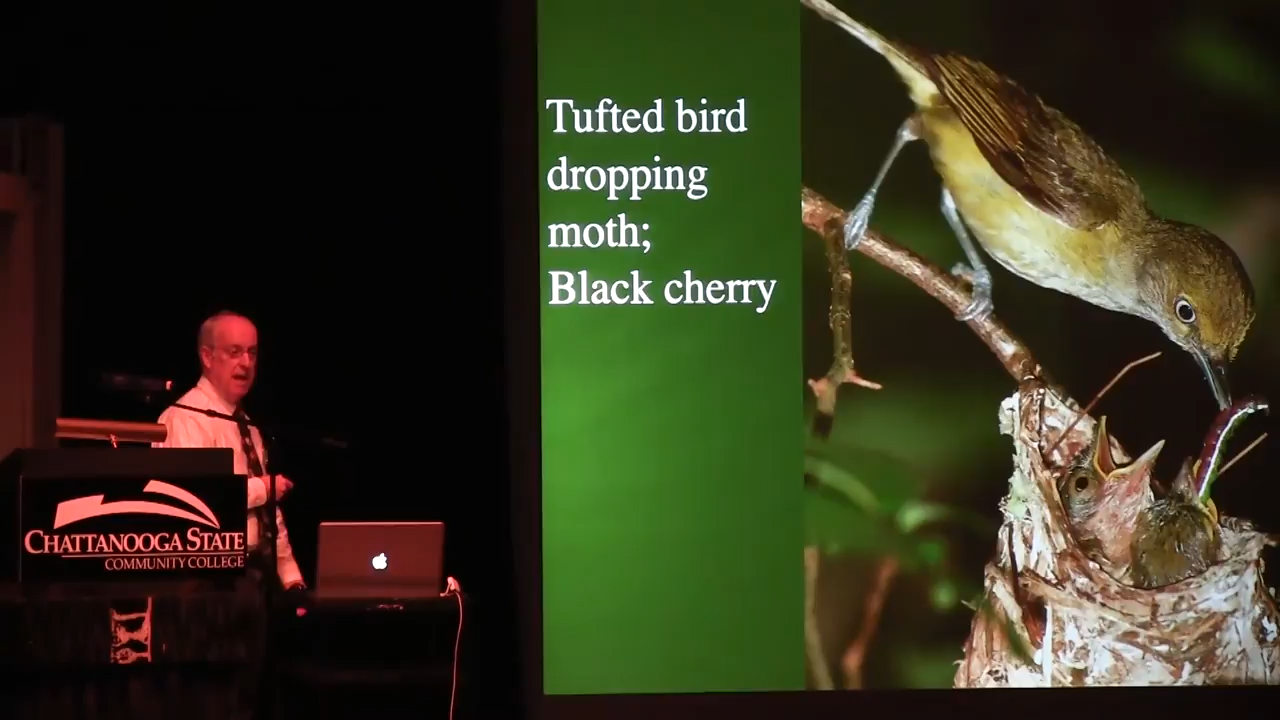 Tufted bird
dropping
moth;
Black cherry
CHATTANOOGA STATE
COMMUNITY COLLEGE